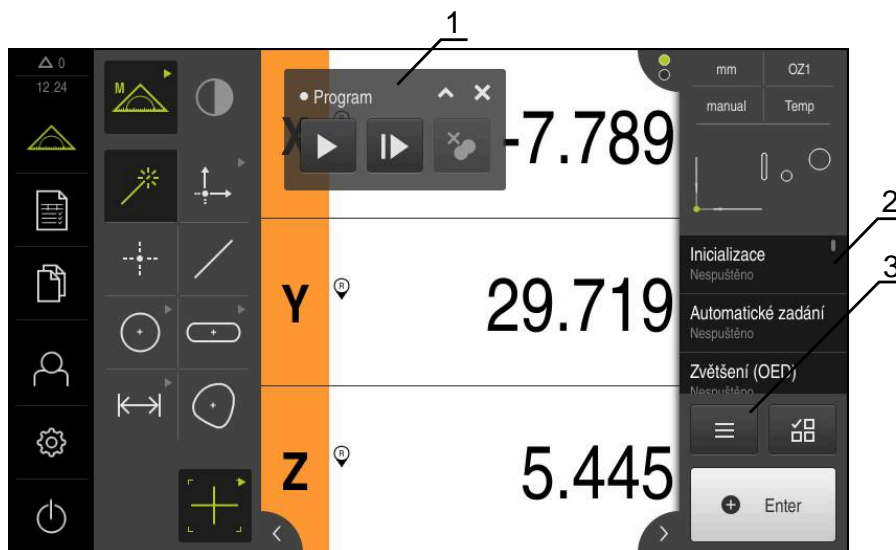 1
0
12 24
M
Program
X
R
-7.789
mm
OZ1
manual
Temp
2
Inicializace
Nespuštěno
3
Automatické zadání
Nespuštěno
Y
R
29.719
Zvětšení (OED)
Nespuštěno
Z
R
5.445
Enter